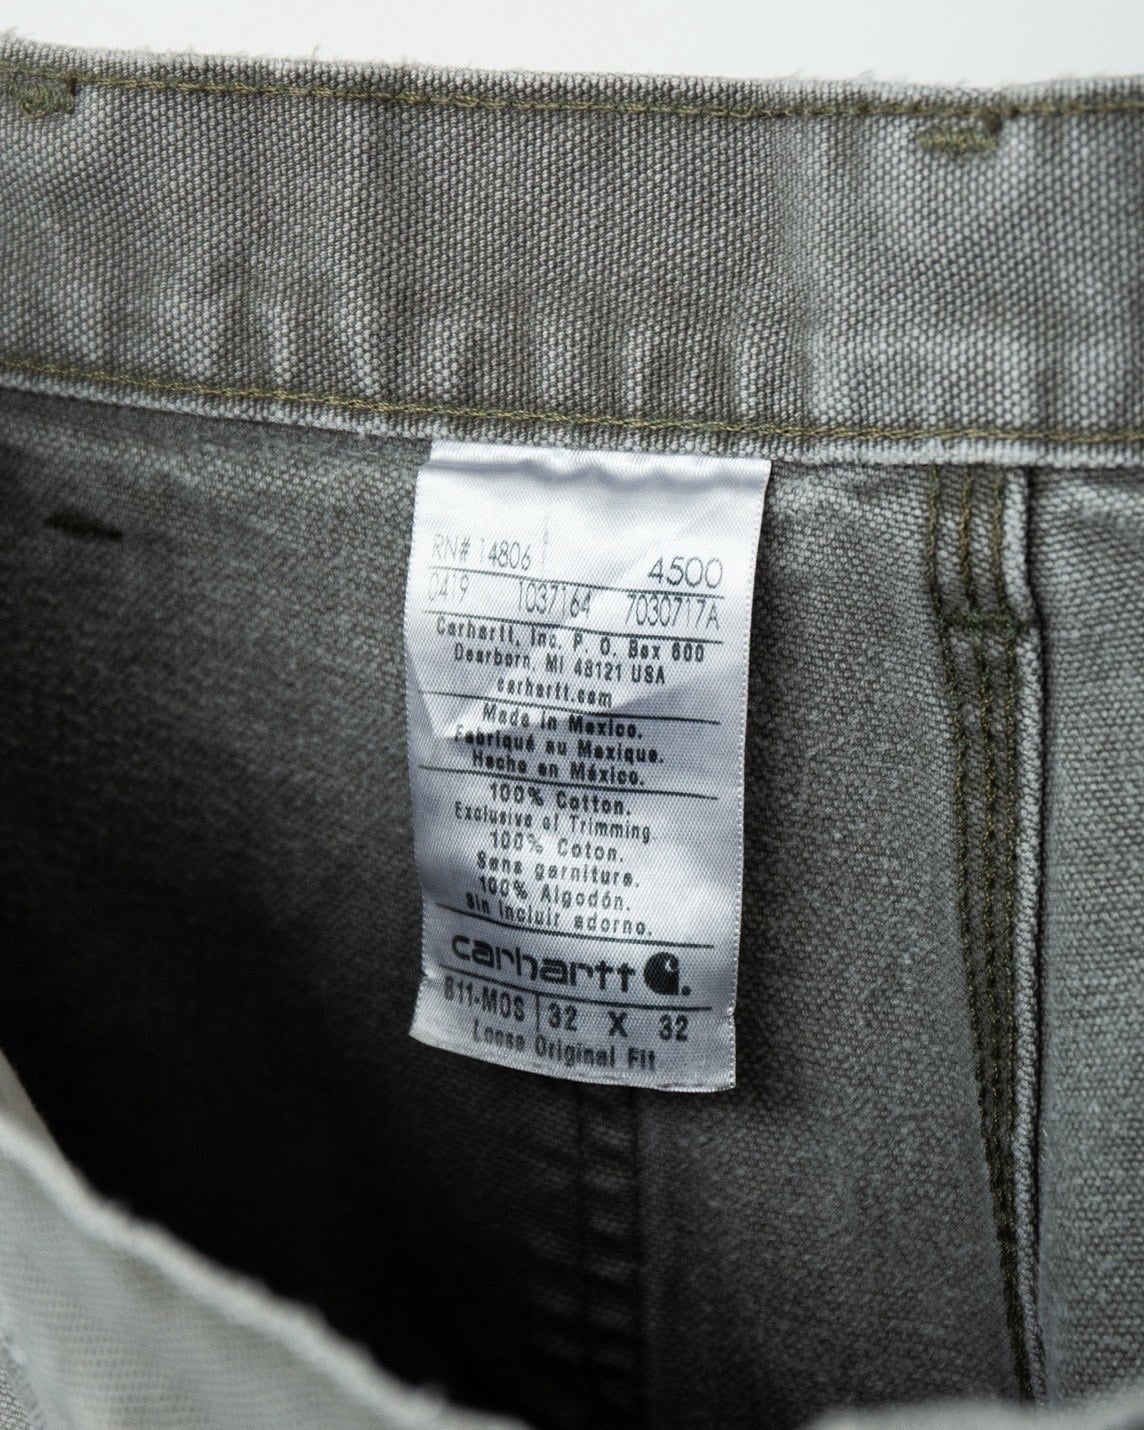 RN# 14806 4500
0419 1037164 7030717A
Carhartt, Inc. P. O. Box 600
Dearborn, MI 48121 USA
carhartt.com
Made in Mexico.
Fabriqué au Mexique.
Hecho en México.
100% Cotton.
Exclusive of Trimming
100% Coton.
Sans garniture.
100% Algodón.
Sin incluir adorno.
carhartt
B11-MOS 32 X 32
Loose Original Fit